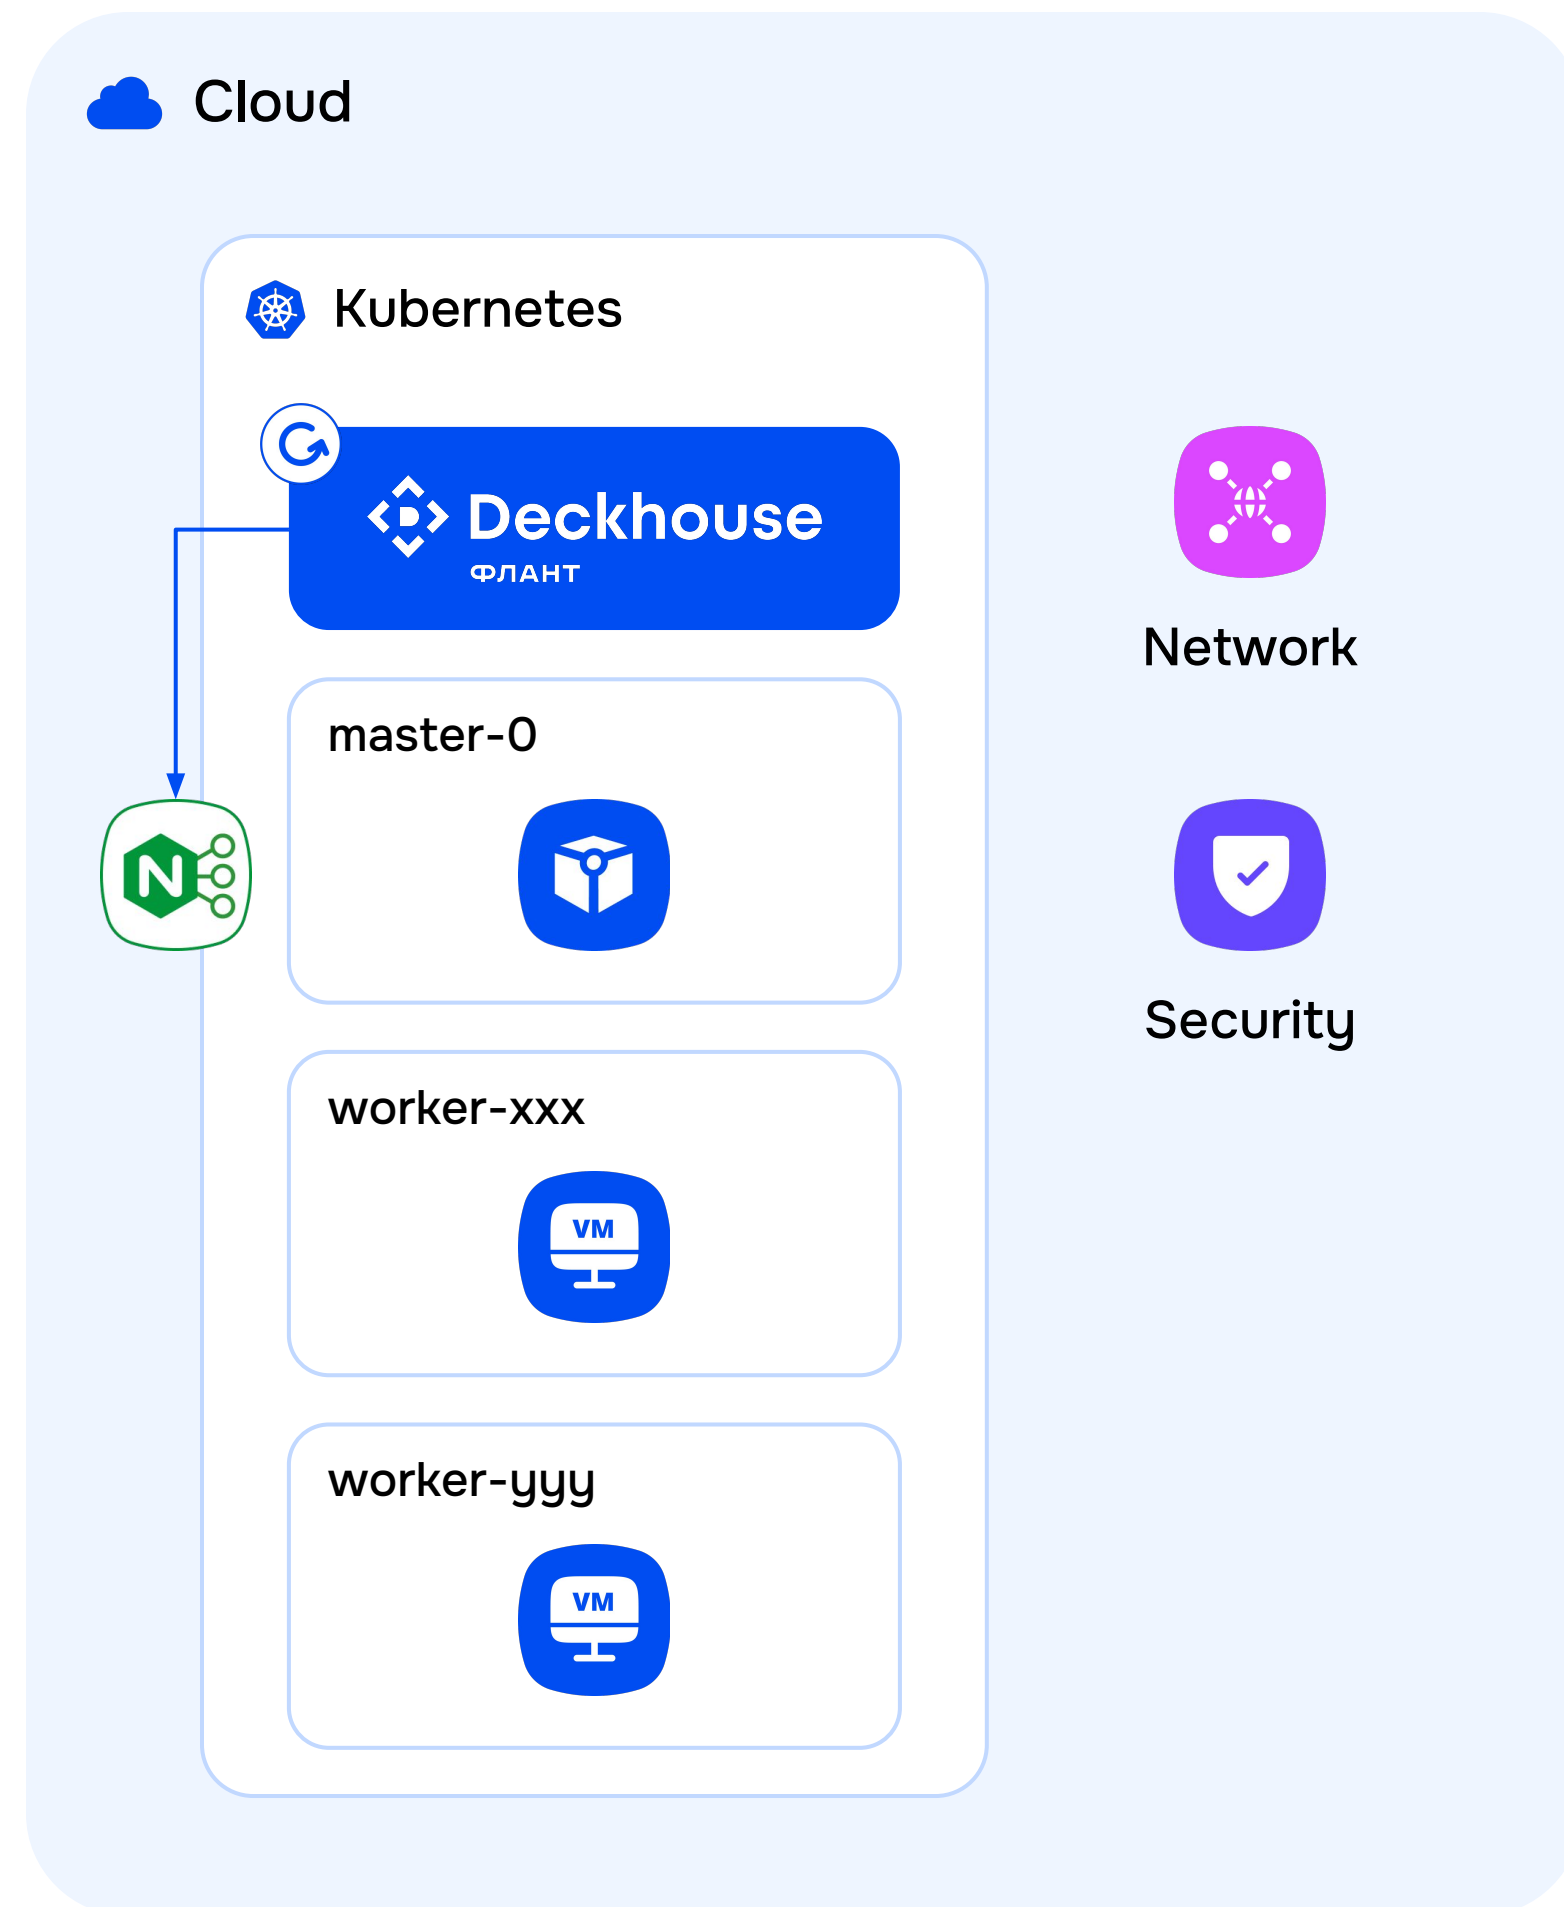 Cloud
Kubernetes
Deckhouse
ФЛАНТ
Network
master-0
N
Security
worker-xxx
VM
worker-yyy
VM